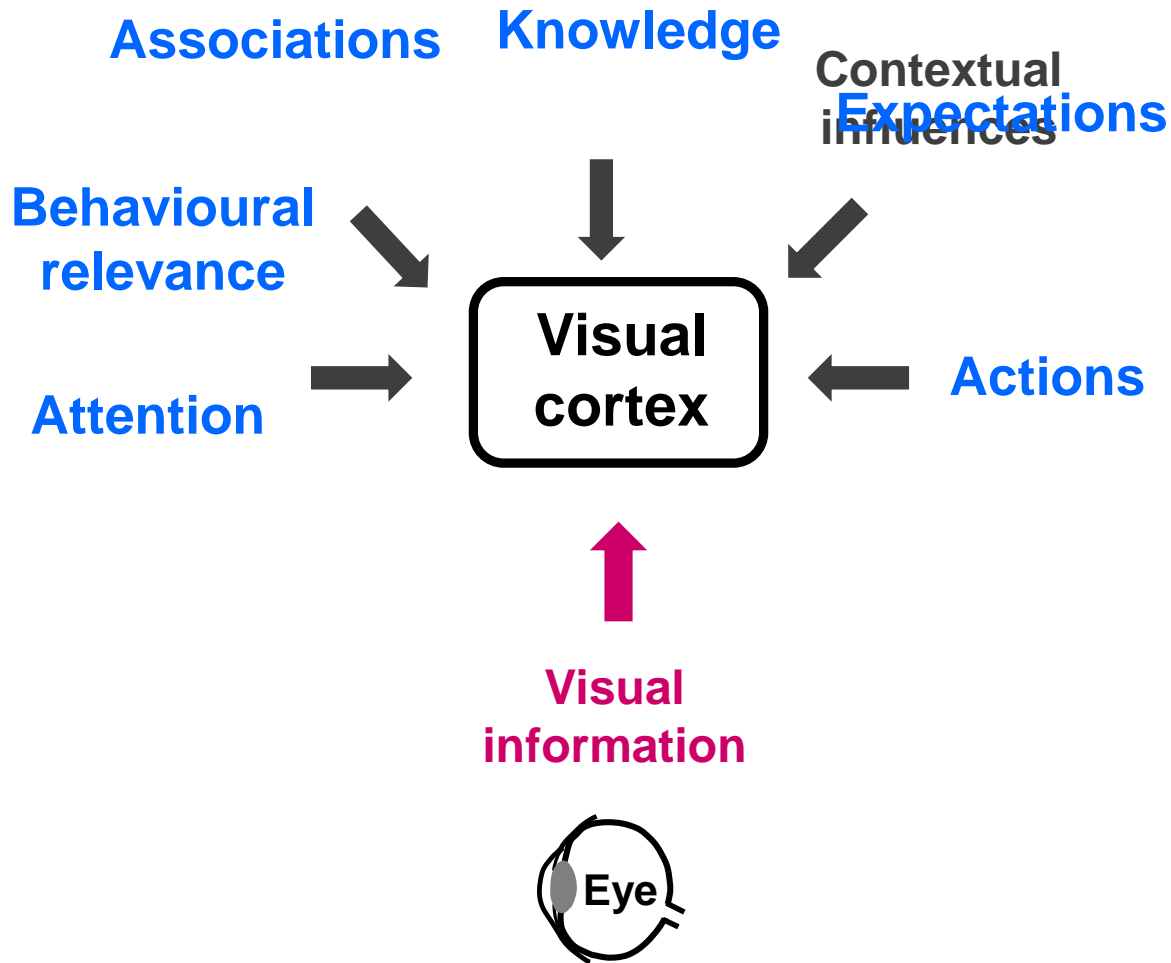 Associations
Knowledge
Contextual
influences
Expectations
Behavioural
relevance
Visual
cortex
Actions
Attention
Visual
information
Eye